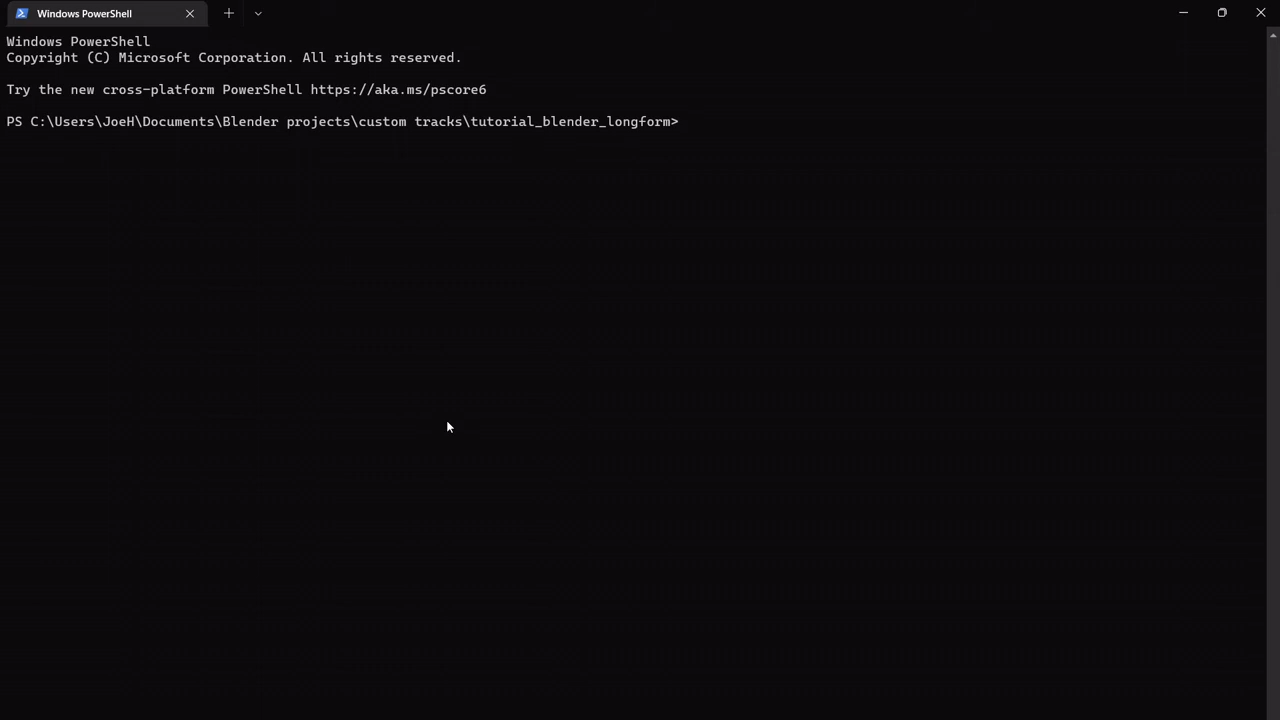 Windows PowerShell
Windows PowerShell
Copyright (C) Microsoft Corporation. All rights reserved.
Try the new cross-platform PowerShell https://aka.ms/pscore6
PS C:\Users\JoeH\Documents\Blender projects\custom tracks\tutorial_blender_longform>